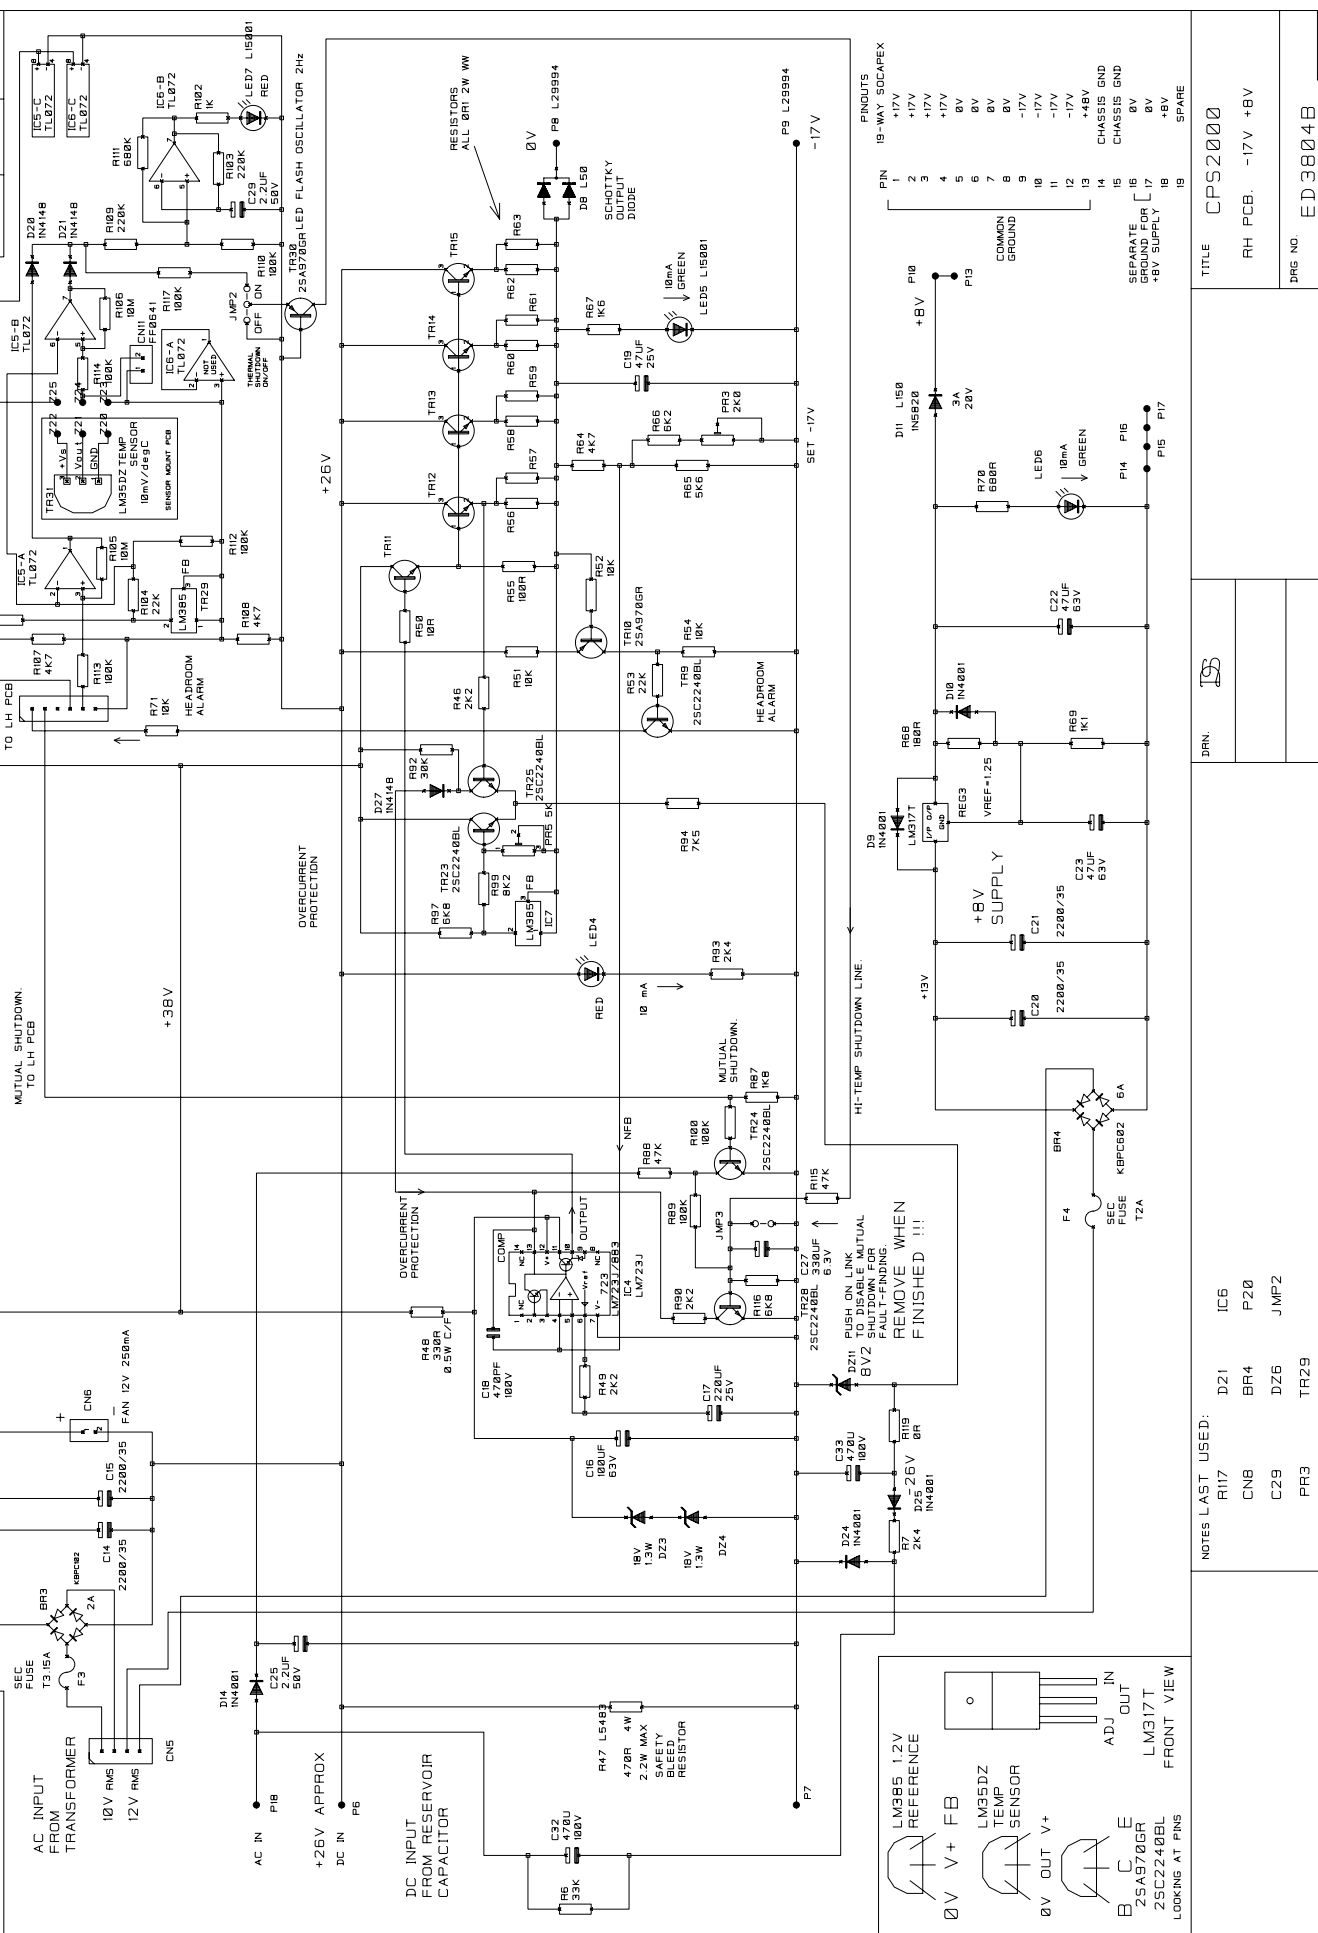 IC5-C
TL072
IC6-C
TL072
IC6-B
TL072
R102
1K
LED7 L15001
RED
R111
680K
R103
220K
C29
2.2UF
50V
LED FLASH OSCILLATOR 2Hz
D20
1N4148
D21
1N4148
R109
220K
R110
100K
TR30
2SA970GR
R117
100K
JMP2
ON
OFF
THERMAL
SHUTDOWN
ON/OFF
IC5-B
TL072
R106
10M
CN11
FF0641
R114
100K
IC6-A
TL072
NOT
USED
Z25
Z24
Z23
Z22
Z21
Z20
+Vs
Vout
GND
TR31
LM35DZ TEMP
SENSOR
10mV/degC
SENSOR MOUNT PCB
IC5-A
TL072
R105
10M
R104
22K
R112
100K
LM385
FB
TR29
R108
4K7
R107
4K7
R113
100K
TO LH PCB
R71
10K
HEADROOM
ALARM
MUTUAL SHUTDOWN.
TO LH PCB
+38V
+26V
RESISTORS
ALL 0R1 2W WW
0V
P8 L29994
D8 L50
SCHOTTKY
OUTPUT
DIODE
P9 L29994
-17V
TR15
R63
R62
TR14
R61
R60
TR13
R59
R58
TR12
R57
R56
TR11
R50
10R
R55
100R
R52
10K
R67
1K6
10mA
GREEN
LED5 L15001
C19
47UF
25V
R66
6K2
PR3
2K0
R64
4K7
R65
5K6
SET -17V
TR10
2SA970GR
R54
10K
R51
10K
R53
22K
TR9
2SC2240BL
HEADROOM
ALARM
R46
2K2
R92
30K
D27
1N4148
TR25
2SC2240BL
TR23
2SC2240BL
PR5 5K
R99
8K2
R97
6K8
LM385
FB
IC7
OVERCURRENT
PROTECTION
R94
7K5
LED4
RED
10 mA
R93
2K4
HI-TEMP SHUTDOWN LINE.
MUTUAL
SHUTDOWN.
R87
1K8
R100
100K
TR24
2SC2240BL
NFB
R88
47K
R89
100K
R115
47K
JMP3
C27
330UF
6.3V
R116
6K8
TR28
2SC2240BL
R90
2K2
PUSH ON LINK
TO DISABLE MUTUAL
SHUTDOWN FOR
FAULT-FINDING.
REMOVE WHEN
FINISHED !!!
OVERCURRENT
PROTECTION
COMP
OUTPUT
NC
V+
Vref
V-
723
LM723J/883
IC4
LM723J
R48
330R
0.5W C/F
C18
470PF
100V
R49
2K2
C17
220UF
25V
C16
100UF
63V
18V
1.3W
DZ3
18V
1.3W
DZ4
DZ11
8V2
R119
0R
C33
470U
100V
-26V
D25
1N4001
D24
1N4001
R7
2K4
CN6
FAN 12V 250mA
C15
2200/35
C14
2200/35
KBPC102
BR3
2A
SEC
FUSE
T3.15A
F3
AC INPUT
FROM
TRANSFORMER
10V RMS
12V RMS
CN5
D14
1N4001
C25
2.2UF
50V
AC IN
P18
+26V APPROX
DC IN
P6
DC INPUT
FROM RESERVOIR
CAPACITOR
R47 L5483
470R 4W
2.2W MAX
SAFETY
BLEED
RESISTOR
P7
C32
470U
100V
R6
33K
PINOUTS
PIN 19-WAY SOCAPEX
1 +17V
2 +17V
3 +17V
4 +17V
5 0V
6 0V
7 0V
8 0V
9 -17V
10 -17V
11 -17V
12 -17V
13 +48V
14 CHASSIS GND
15 CHASSIS GND
16 0V
17 0V
18 +8V
19 SPARE
COMMON
GROUND
SEPARATE
GROUND FOR
+8V SUPPLY
P10
P13
+8V
D11 L150
1N5820
3A
20V
R70
680R
LED6
10mA
GREEN
P14
P15
P16
P17
C22
47UF
63V
D10
1N4001
R68
180R
R69
1K1
VREF=1.25
REG3
D9
1N4001
LM317T
I/P O/P
GND
C23
47UF
63V
+8V
SUPPLY
C21
2200/35
C20
2200/35
+13V
BR4
6A
KBPC602
F4
SEC
FUSE
T2A
LM385 1.2V
REFERENCE
0V V+ FB
LM35DZ
TEMP
SENSOR
0V OUT V+
B C E
2SA970GR
2SC2240BL
LOOKING AT PINS
ADJ OUT IN
LM317T
FRONT VIEW
NOTES LAST USED:
R117 D21 IC6
CN8 BR4 P20
C29 DZ6 JMP2
PR3 TR29
DRN.
TITLE
CPS2000
RH PCB. -17V +8V
DRG NO.
ED3804B